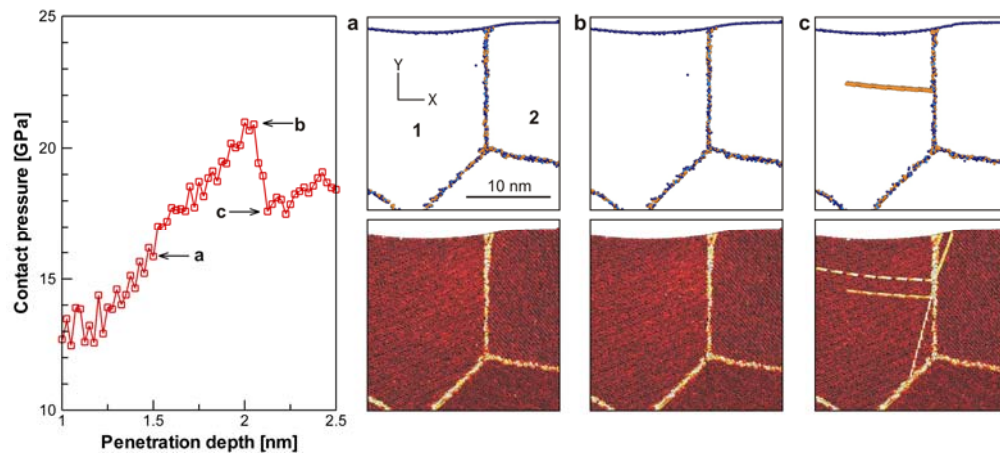 Contact pressure [GPa]
25
20
15
10
b
c
a
1
1.5
2
2.5
Penetration depth [nm]
a
Y
X
1
2
10 nm
b
c